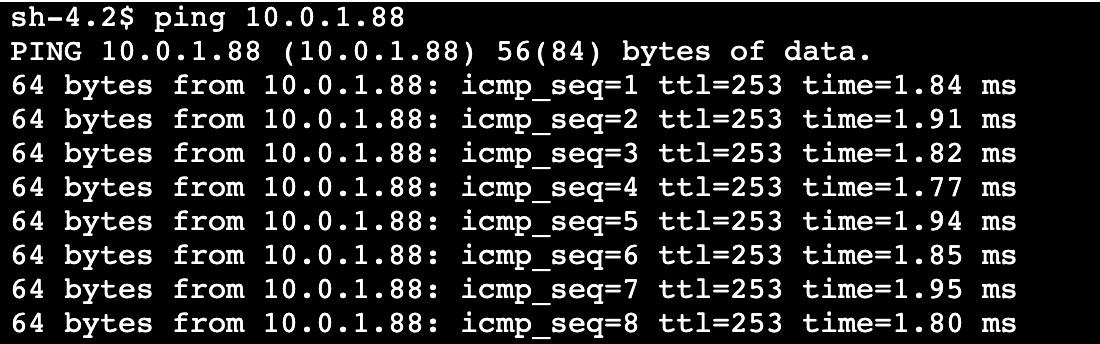 sh-4.2$ ping 10.0.1.88
PING 10.0.1.88 (10.0.1.88) 56(84) bytes of data.
64 bytes from 10.0.1.88: icmp_seq=1 ttl=253 time=1.84 ms
64 bytes from 10.0.1.88: icmp_seq=2 ttl=253 time=1.91 ms
64 bytes from 10.0.1.88: icmp_seq=3 ttl=253 time=1.82 ms
64 bytes from 10.0.1.88: icmp_seq=4 ttl=253 time=1.77 ms
64 bytes from 10.0.1.88: icmp_seq=5 ttl=253 time=1.94 ms
64 bytes from 10.0.1.88: icmp_seq=6 ttl=253 time=1.85 ms
64 bytes from 10.0.1.88: icmp_seq=7 ttl=253 time=1.95 ms
64 bytes from 10.0.1.88: icmp_seq=8 ttl=253 time=1.80 ms